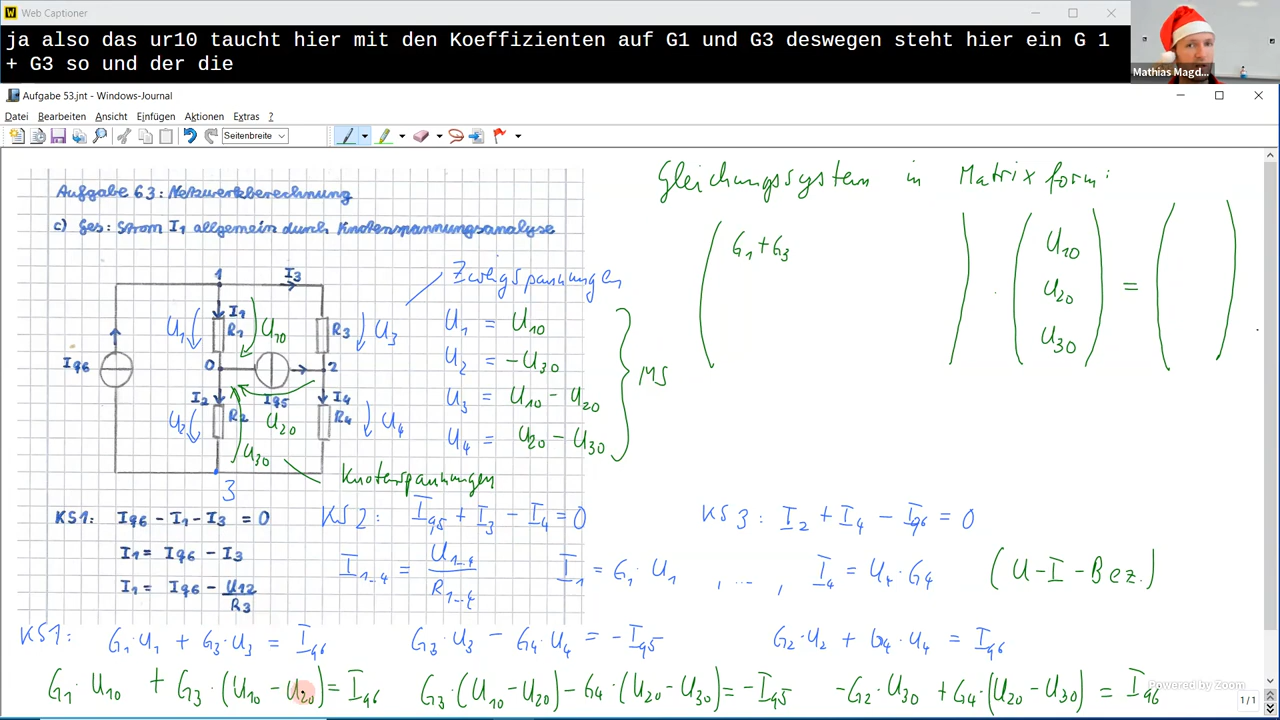 Web Captioner
ja also das ur10 taucht hier mit den Koeffizienten auf G1 und G3 deswegen steht hier ein G 1
+ G3 so und der die
Mathias Magd...
Aufgabe 53.jnt - Windows-Journal
Datei Bearbeiten Ansicht Einfügen Aktionen Extras ?
Seitenbreite
Gleichungssystem in Matrixform:
Aufgabe 63: Netzwerkberechnung
c) Ges: Strom I1 allgemein durch Knotenspannungsanalyse
G1+G3
U10
U20 =
U30
1 I3
Zweigspannungen
I1
U1 R1 U10 R3 U3
U1 = U10
Iq6 0 2
U2 = -U30
MS
I2 Iq5 I4
U3 = U10 - U20
U2 R2 U20 R4 U4
U4 = U20 - U30
U30
Knotenspannungen
3
KS1: Iq6 - I1 - I3 = 0
KS2: Iq5 + I3 - I4 = 0
KS3: I2 + I4 - Iq6 = 0
I1 = Iq6 - I3
I1-4 = U1-4 / R1-4
I1 = G1 · U1 , ... , I4 = U4 · G4 (U-I-Bez.)
I1 = Iq6 - U12 / R3
KS1: G1·U1 + G3·U3 = Iq6
G3·U3 - G4·U4 = -Iq5
G2·U2 + G4·U4 = Iq6
G1·U10 + G3·(U10-U20) = Iq6
G3·(U10-U20) - G4·(U20-U30) = -Iq5
-G2·U30 + G4·(U20-U30) = Iq6
Powered by Zoom
1/1